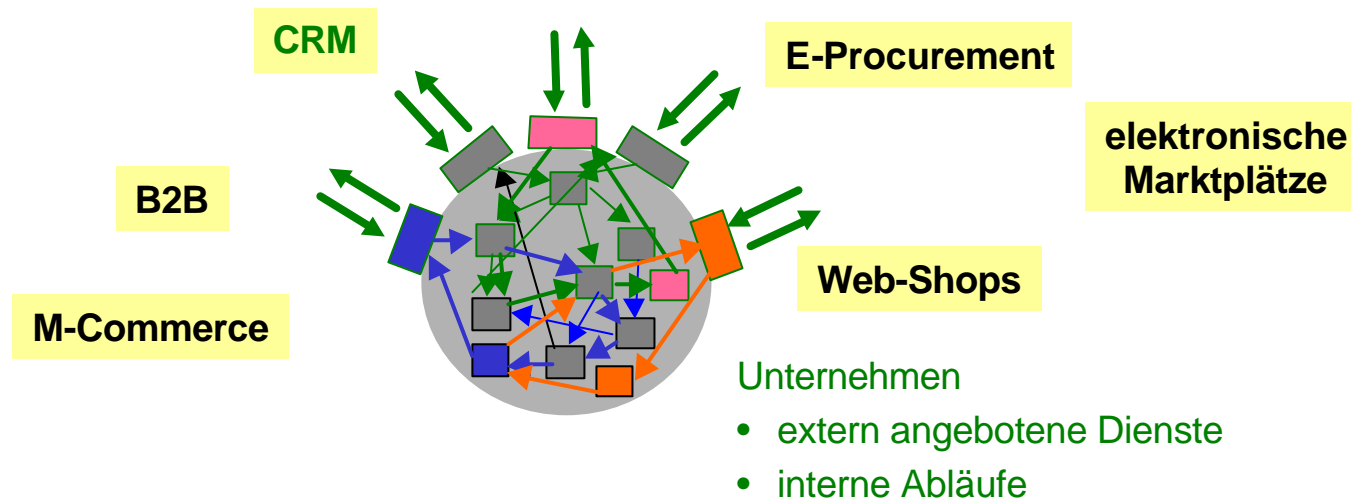 CRM
E-Procurement
elektronische
Marktplätze
B2B
Web-Shops
M-Commerce
Unternehmen
• extern angebotene Dienste
• interne Abläufe